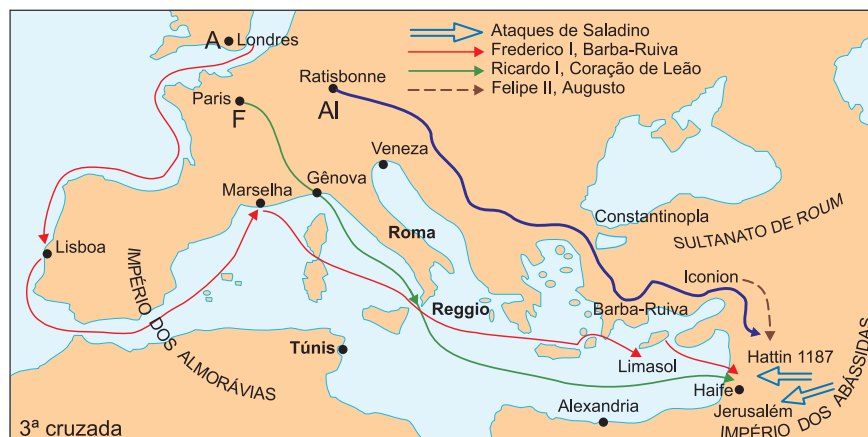 Ataques de Saladino
Frederico I, Barba-Ruiva
Ricardo I, Coração de Leão
Felipe II, Augusto
A
Londres
Ratisbonne
Paris
F
AI
Veneza
Gênova
Marselha
Constantinopla
SULTANATO DE ROUM
Roma
Lisboa
Iconion
IMPÉRIO DOS ALMORÁVIAS
Reggio
Barba-Ruiva
Túnis
Hattin 1187
Limasol
Haife
Jerusalém
Alexandria
IMPÉRIO DOS ABÁSSIDAS
3ª cruzada